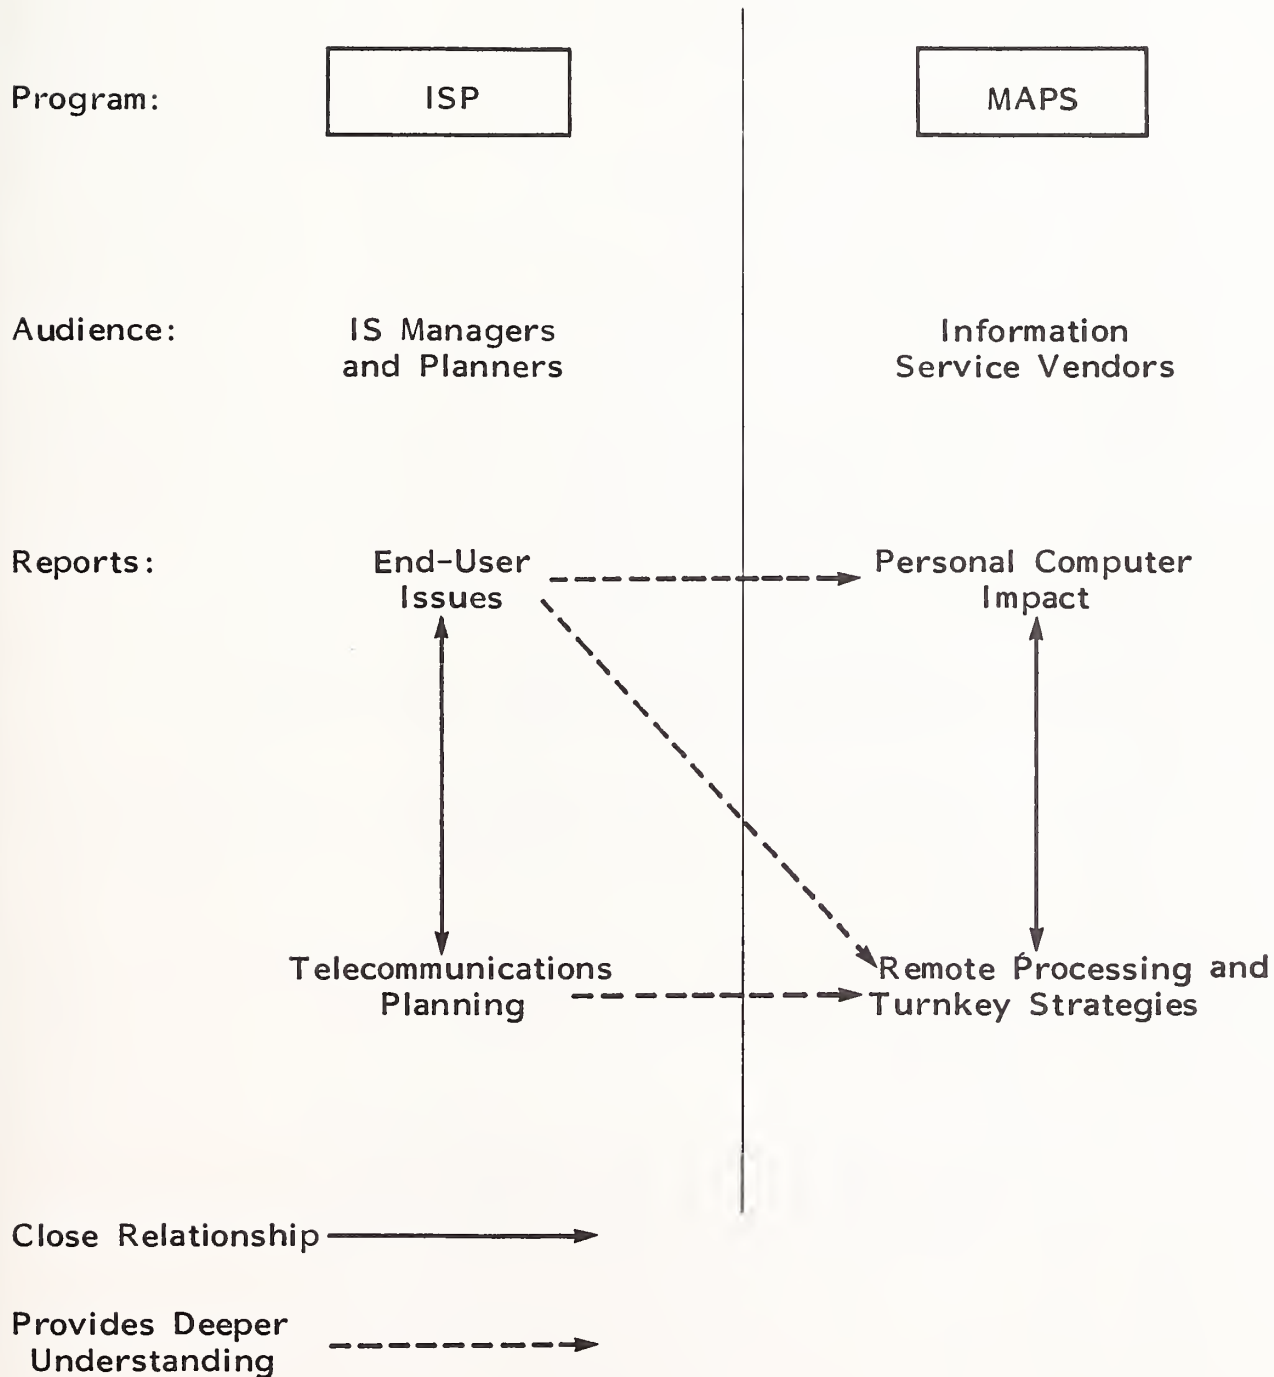 Program:
ISP
MAPS
Audience:
IS Managers
and Planners
Information
Service Vendors
Reports:
End-User
Issues
Personal Computer
Impact
Telecommunications
Planning
Remote Processing and
Turnkey Strategies
Close Relationship
Provides Deeper
Understanding